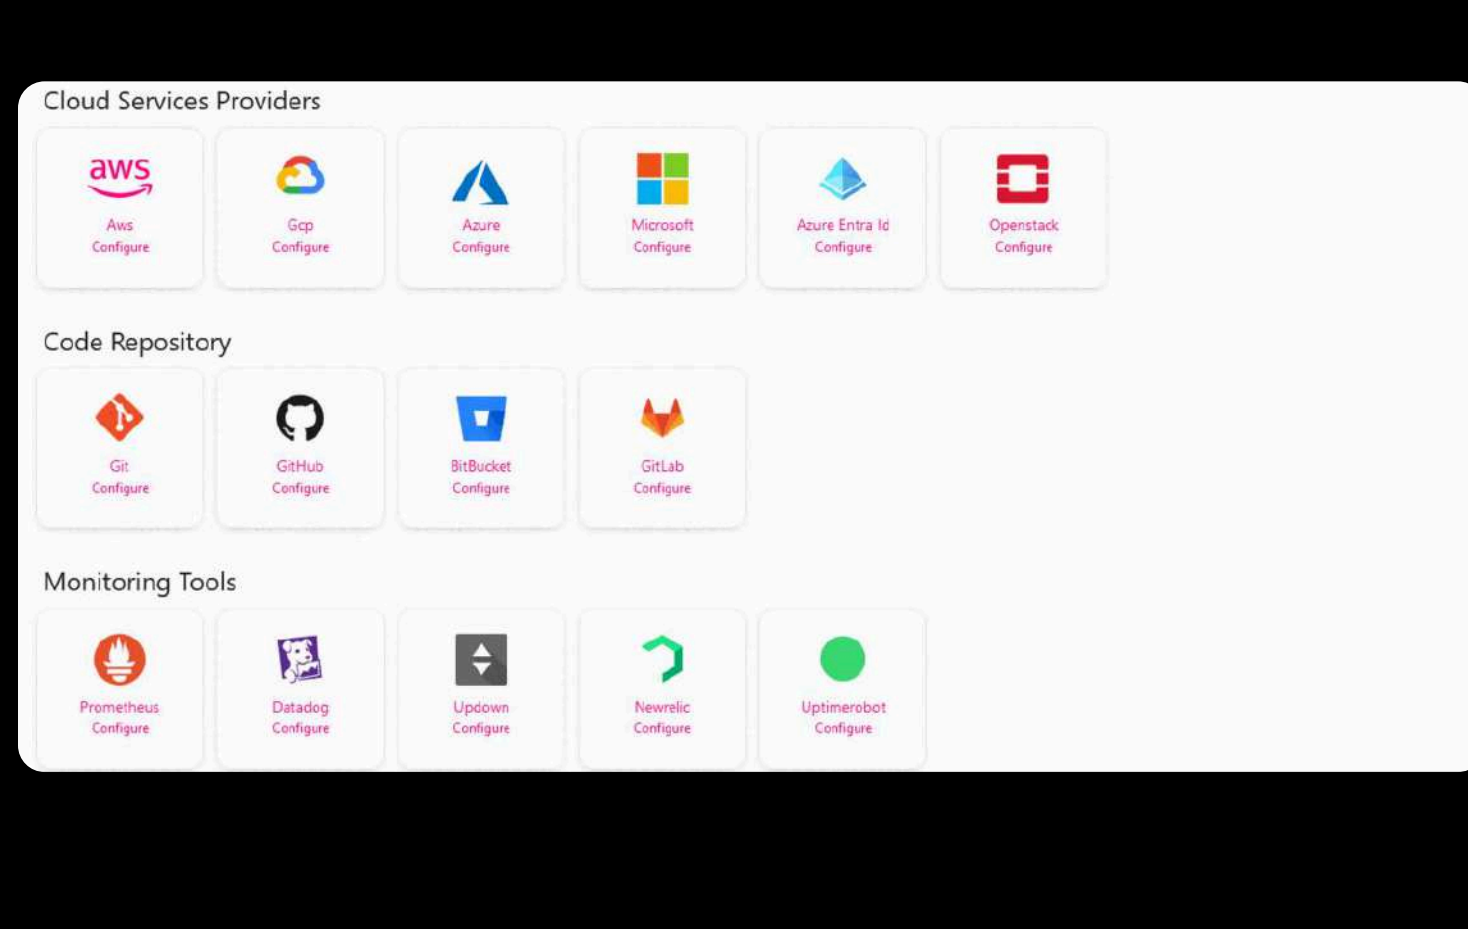 Cloud Services Providers
aws
Aws
Configure
Gcp
Configure
Azure
Configure
Microsoft
Configure
Azure Entra Id
Configure
Openstack
Configure
Code Repository
Git
Configure
GitHub
Configure
BitBucket
Configure
GitLab
Configure
Monitoring Tools
Prometheus
Configure
Datadog
Configure
Updown
Configure
Newrelic
Configure
Uptimerobot
Configure